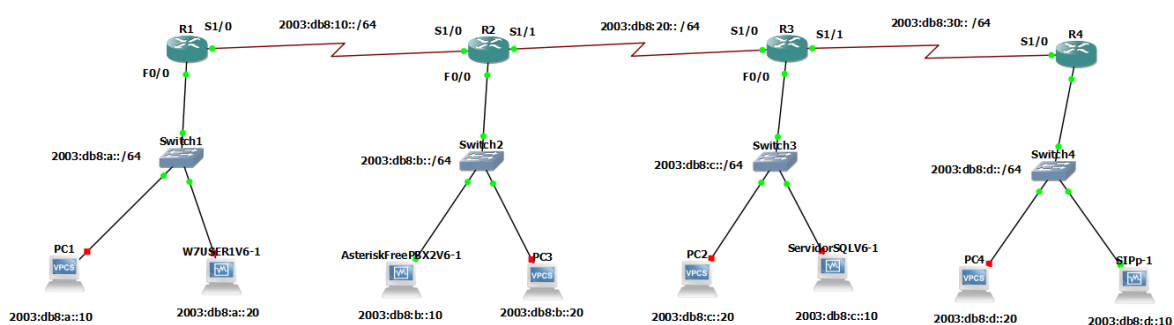 R1
S1/0
2003:db8:10::/64
S1/0
R2
S1/1
2003:db8:20::/64
S1/0
R3
S1/1
2003:db8:30:: /64
S1/0
R4
F0/0
F0/0
Switch1
2003:db8:a::/64
Switch2
2003:db8:b::/64
Switch3
2003:db8:c::/64
Switch4
2003:db8:d::/64
PC1
VPCS
2003:db8:a::10
W7USER1V6-1
2003:db8:a::20
AsteriskFreePBX2V6-1
2003:db8:b::10
PC3
VPCS
2003:db8:b::20
PC2
VPCS
2003:db8:c::20
ServidorSQLV6-1
2003:db8:c::10
PC4
VPCS
2003:db8:d::20
SIPp-1
2003:db8:d::10